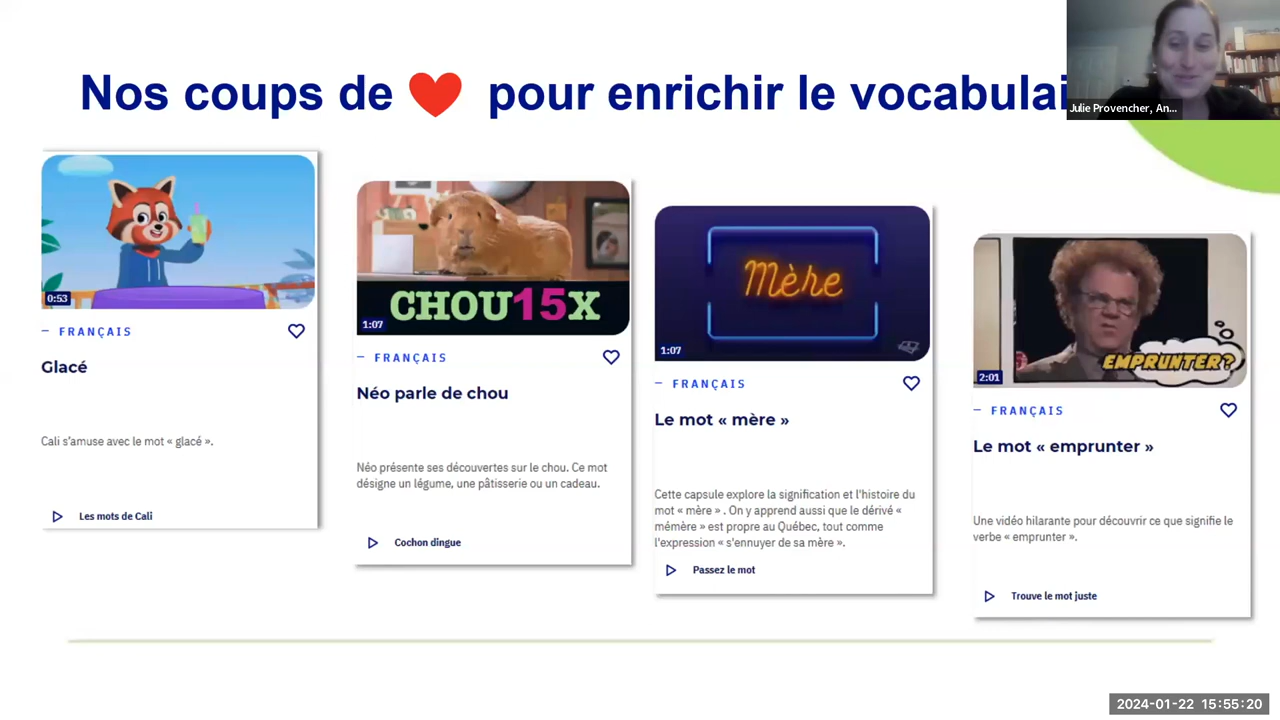 Nos coups de ❤️ pour enrichir le vocabulai
Julie Provencher, An...
0:53
– FRANÇAIS
Glacé
Cali s'amuse avec le mot « glacé ».
Les mots de Cali
CHOU15X
1:07
– FRANÇAIS
Néo parle de chou
Néo présente ses découvertes sur le chou. Ce mot
désigne un légume, une pâtisserie ou un cadeau.
Cochon dingue
Mère
1:07
– FRANÇAIS
Le mot « mère »
Cette capsule explore la signification et l'histoire du
mot « mère » . On y apprend aussi que le dérivé «
mémère » est propre au Québec, tout comme
l'expression « s'ennuyer de sa mère ».
Passez le mot
EMPRUNTER?
2:01
– FRANÇAIS
Le mot « emprunter »
Une vidéo hilarante pour découvrir ce que signifie le
verbe « emprunter ».
Trouve le mot juste
2024-01-22 15:55:20